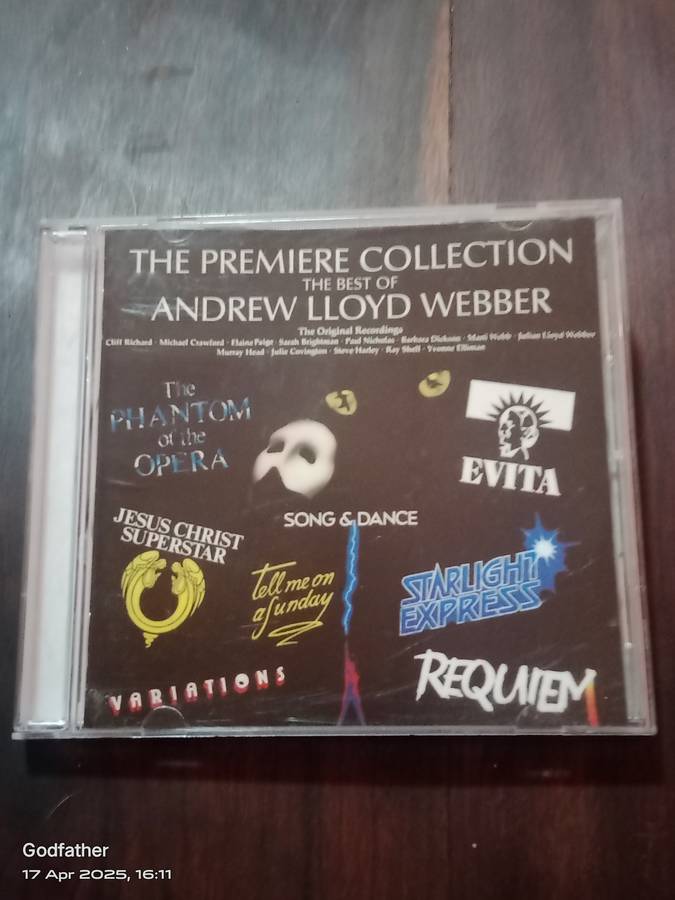 THE PREMIERE COLLECTION
THE BEST OF
ANDREW LLOYD WEBBER
The Original Recordings
Cliff Richard · Michael Crawford · Elaine Paige · Sarah Brightman · Paul Nicholas · Barbara Dickson · Marti Webb · Julian Lloyd Webber
Murray Head · Julie Covington · Steve Harley · Ray Shell · Yvonne Elliman
The
PHANTOM
of the
OPERA
EVITA
SONG & DANCE
JESUS CHRIST
SUPERSTAR
tell me on
a Sunday
STARLIGHT
EXPRESS
VARIATIONS
REQUIEM
Godfather
17 Apr 2025, 16:11